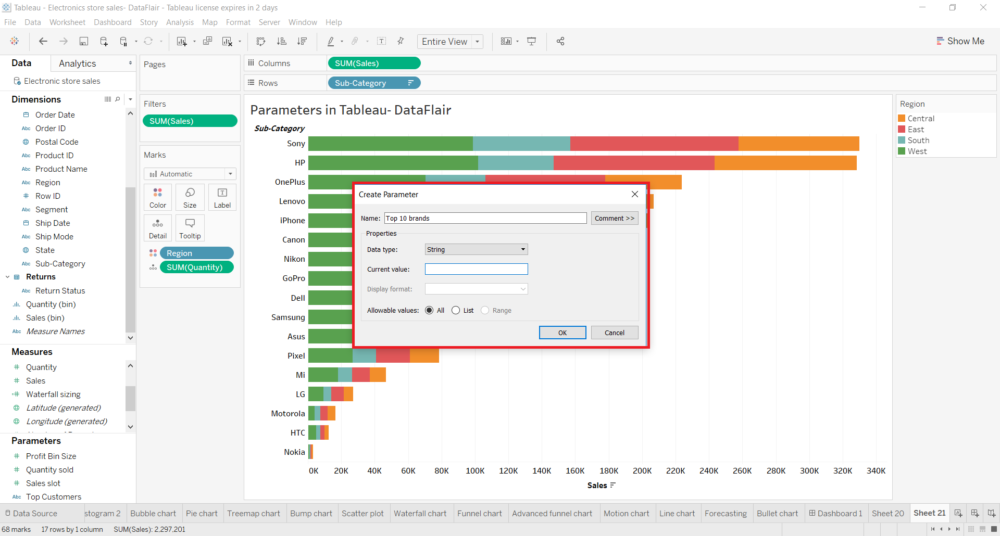 Tableau - Electronics store sales- DataFlair - Tableau license expires in 2 days
File Data Worksheet Dashboard Story Analysis Map Format Server Window Help
T Entire View Show Me
Data Analytics
Electronic store sales
Dimensions
Order Date
Abc Order ID
Postal Code
Abc Product ID
Abc Product Name
Abc Region
# Row ID
Abc Segment
Ship Date
Abc Ship Mode
State
Abc Sub-Category
Returns
Abc Return Status
Quantity (bin)
Sales (bin)
Abc Measure Names
Measures
# Quantity
# Sales
=# Waterfall sizing
Latitude (generated)
Longitude (generated)
Parameters
# Profit Bin Size
# Quantity sold
# Sales slot
Abc Top Customers
Pages
Filters
SUM(Sales)
Marks
Automatic
Color Size T Label
Detail Tooltip
Region
SUM(Quantity)
Columns SUM(Sales)
Rows Sub-Category
Parameters in Tableau- DataFlair
Sub-Category
Sony
HP
OnePlus
Lenovo
iPhone
Canon
Nikon
GoPro
Dell
Samsung
Asus
Pixel
Mi
LG
Motorola
HTC
Nokia
0K 20K 40K 60K 80K 100K 120K 140K 160K 180K 200K 220K 240K 260K 280K 300K 320K 340K
Sales
Create Parameter
Name: Top 10 brands Comment >>
Properties
Data type: String
Current value:
Display format:
Allowable values: All List Range
OK Cancel
Region
Central
East
South
West
Data Source stogram 2 Bubble chart Pie chart Treemap chart Bump chart Scatter plot Waterfall chart Funnel chart Advanced funnel chart Motion chart Line chart Forecasting Bullet chart Dashboard 1 Sheet 20 Sheet 21
68 marks 17 rows by 1 column SUM(Sales): 2,297,201